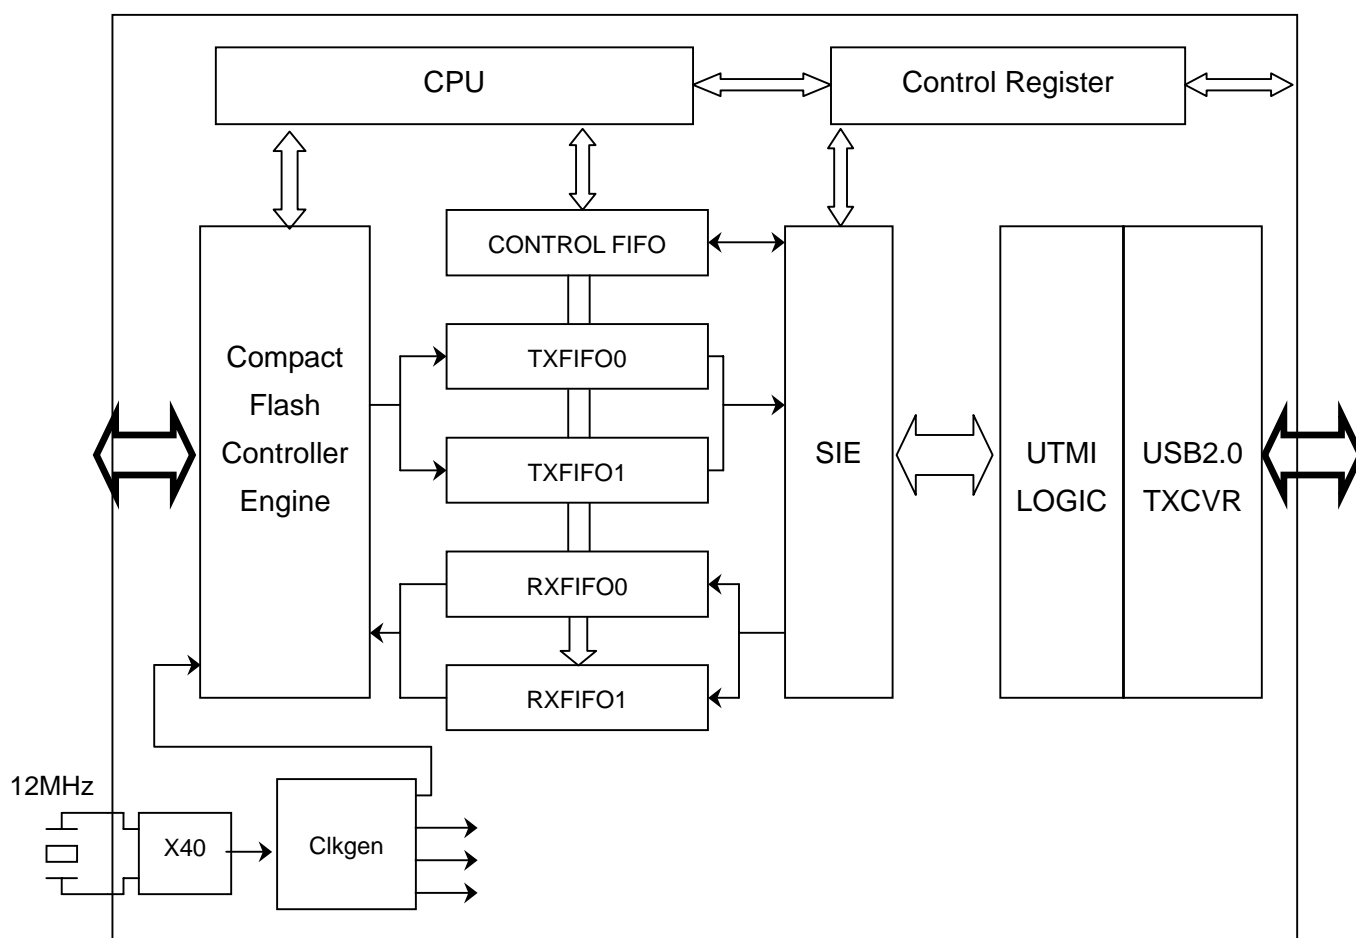 CPU
Control Register
CONTROL FIFO
Compact
Flash
Controller
Engine
TXFIFO0
TXFIFO1
RXFIFO0
RXFIFO1
SIE
UTMI
LOGIC
USB2.0
TXCVR
12MHz
X40
Clkgen